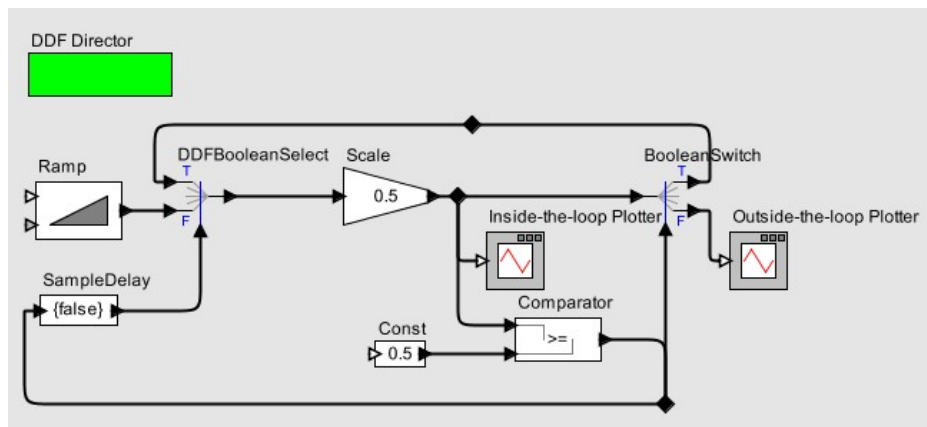 DDF Director
Ramp
T
DDFBooleanSelect
Scale
BooleanSwitch
T
0.5
F
F
Inside-the-loop Plotter
Outside-the-loop Plotter
SampleDelay
{false}
Comparator
Const
>=
0.5